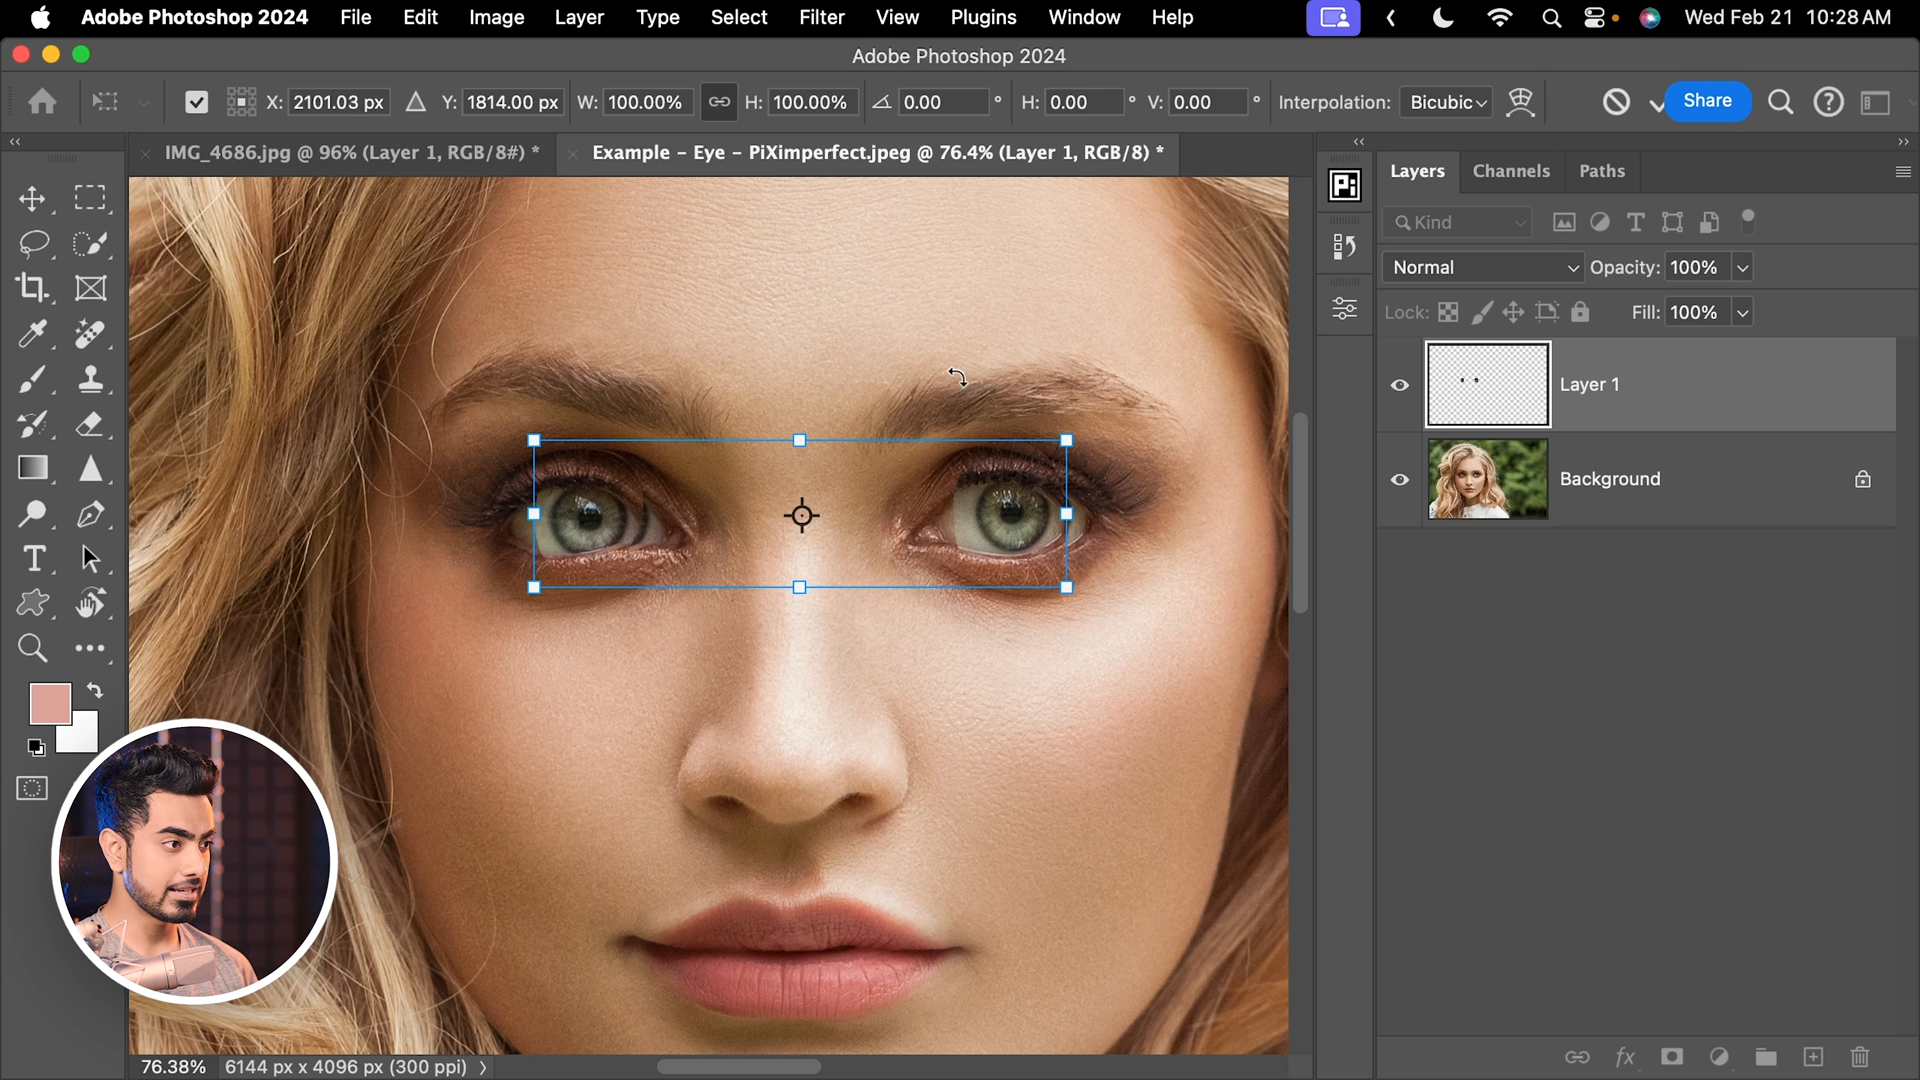 Adobe Photoshop 2024 File Edit Image Layer Type Select Filter View Plugins Window Help Wed Feb 21 10:28 AM
Adobe Photoshop 2024
X: 2101.03 px Y: 1814.00 px W: 100.00% H: 100.00% 0.00 ° H: 0.00 ° V: 0.00 ° Interpolation: Bicubic Share
IMG_4686.jpg @ 96% (Layer 1, RGB/8#) * Example - Eye - PiXimperfect.jpeg @ 76.4% (Layer 1, RGB/8) *
Pi
Layers Channels Paths
Kind
Normal Opacity: 100%
Lock: Fill: 100%
Layer 1
Background
76.38% 6144 px x 4096 px (300 ppi)